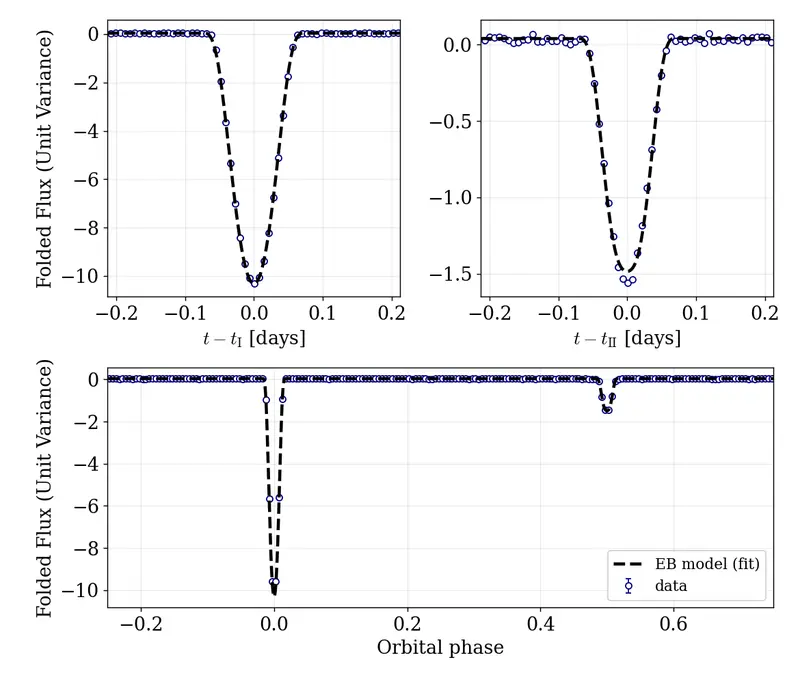 Folded Flux (Unit Variance)
0
−2
−4
−6
−8
−10
−0.2 −0.1 0.0 0.1 0.2
t − tI [days]
0.0
−0.5
−1.0
−1.5
−0.2 −0.1 0.0 0.1 0.2
t − tII [days]
Folded Flux (Unit Variance)
0
−2
−4
−6
−8
−10
−0.2 0.0 0.2 0.4 0.6
Orbital phase
EB model (fit)
data